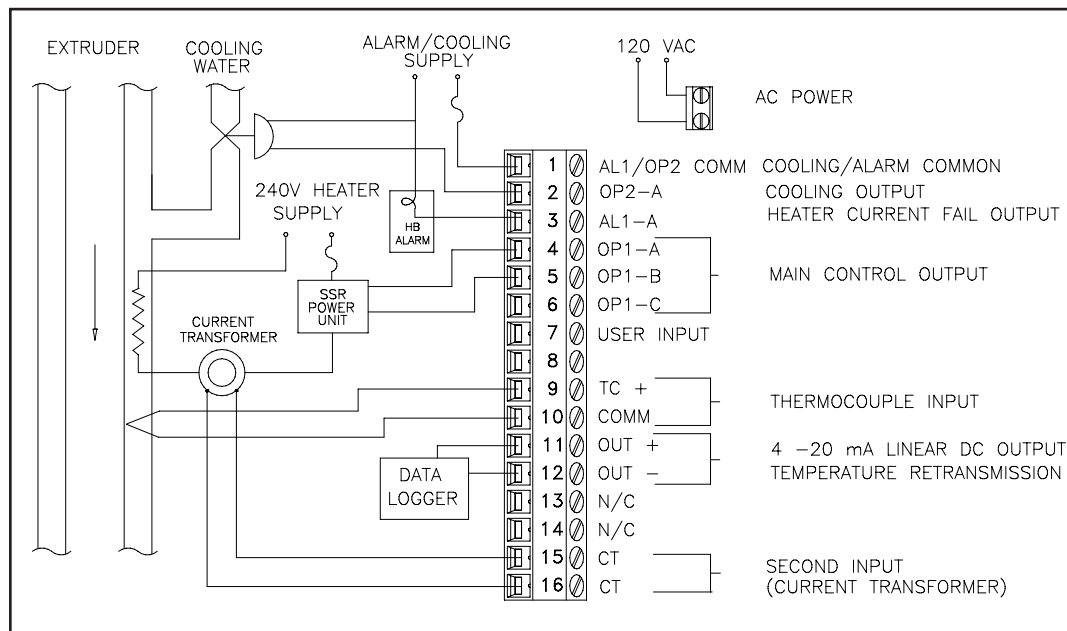 EXTRUDER
COOLING
WATER
ALARM/COOLING
SUPPLY
120 VAC
AC POWER
240V HEATER
SUPPLY
HB
ALARM
SSR
POWER
UNIT
CURRENT
TRANSFORMER
DATA
LOGGER
1 AL1/OP2 COMM COOLING/ALARM COMMON
2 OP2-A COOLING OUTPUT
3 AL1-A HEATER CURRENT FAIL OUTPUT
4 OP1-A
5 OP1-B
6 OP1-C
MAIN CONTROL OUTPUT
7 USER INPUT
8
9 TC +
10 COMM
THERMOCOUPLE INPUT
11 OUT +
12 OUT -
4 -20 mA LINEAR DC OUTPUT
TEMPERATURE RETRANSMISSION
13 N/C
14 N/C
15 CT
16 CT
SECOND INPUT
(CURRENT TRANSFORMER)